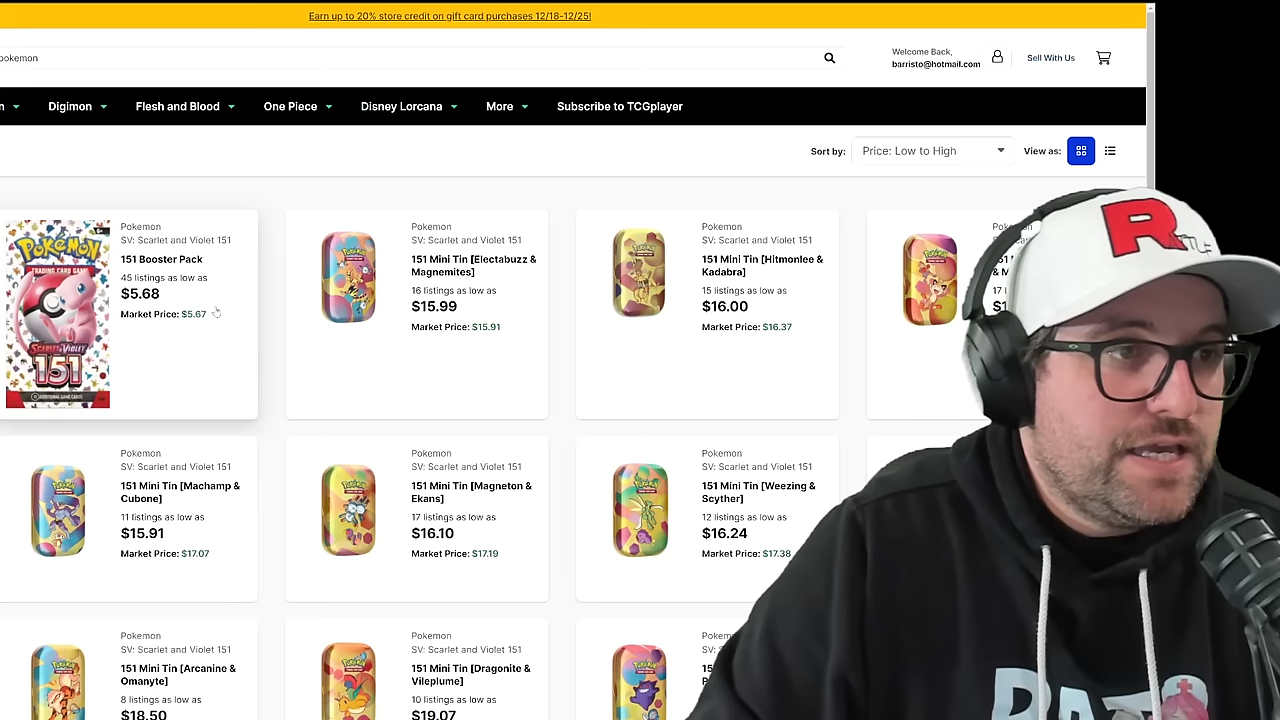 Earn up to 20% store credit on gift card purchases 12/18-12/25!
pokemon
Welcome Back,
barristo@hotmail.com
Sell With Us
n
Digimon
Flesh and Blood
One Piece
Disney Lorcana
More
Subscribe to TCGplayer
Sort by:
Price: Low to High
View as:
Pokémon
TRADING CARD GAME
SCARLET & VIOLET
151
Pokemon
SV: Scarlet and Violet 151
151 Booster Pack
45 listings as low as
$5.68
Market Price: $5.67
Pokemon
SV: Scarlet and Violet 151
151 Mini Tin [Electabuzz &
Magnemites]
16 listings as low as
$15.99
Market Price: $15.91
Pokemon
SV: Scarlet and Violet 151
151 Mini Tin [Hitmonlee &
Kadabra]
15 listings as low as
$16.00
Market Price: $16.37
17
R
Pokemon
SV: Scarlet and Violet 151
151 Mini Tin [Machamp &
Cubone]
11 listings as low as
$15.91
Market Price: $17.07
Pokemon
SV: Scarlet and Violet 151
151 Mini Tin [Magneton &
Ekans]
17 listings as low as
$16.10
Market Price: $17.19
Pokemon
SV: Scarlet and Violet 151
151 Mini Tin [Weezing &
Scyther]
12 listings as low as
$16.24
Market Price: $17.38
Pokemon
SV: Scarlet and Violet 151
151 Mini Tin [Arcanine &
Omanyte]
8 listings as low as
$18.50
Pokemon
SV: Scarlet and Violet 151
151 Mini Tin [Dragonite &
Vileplume]
10 listings as low as
$19.07